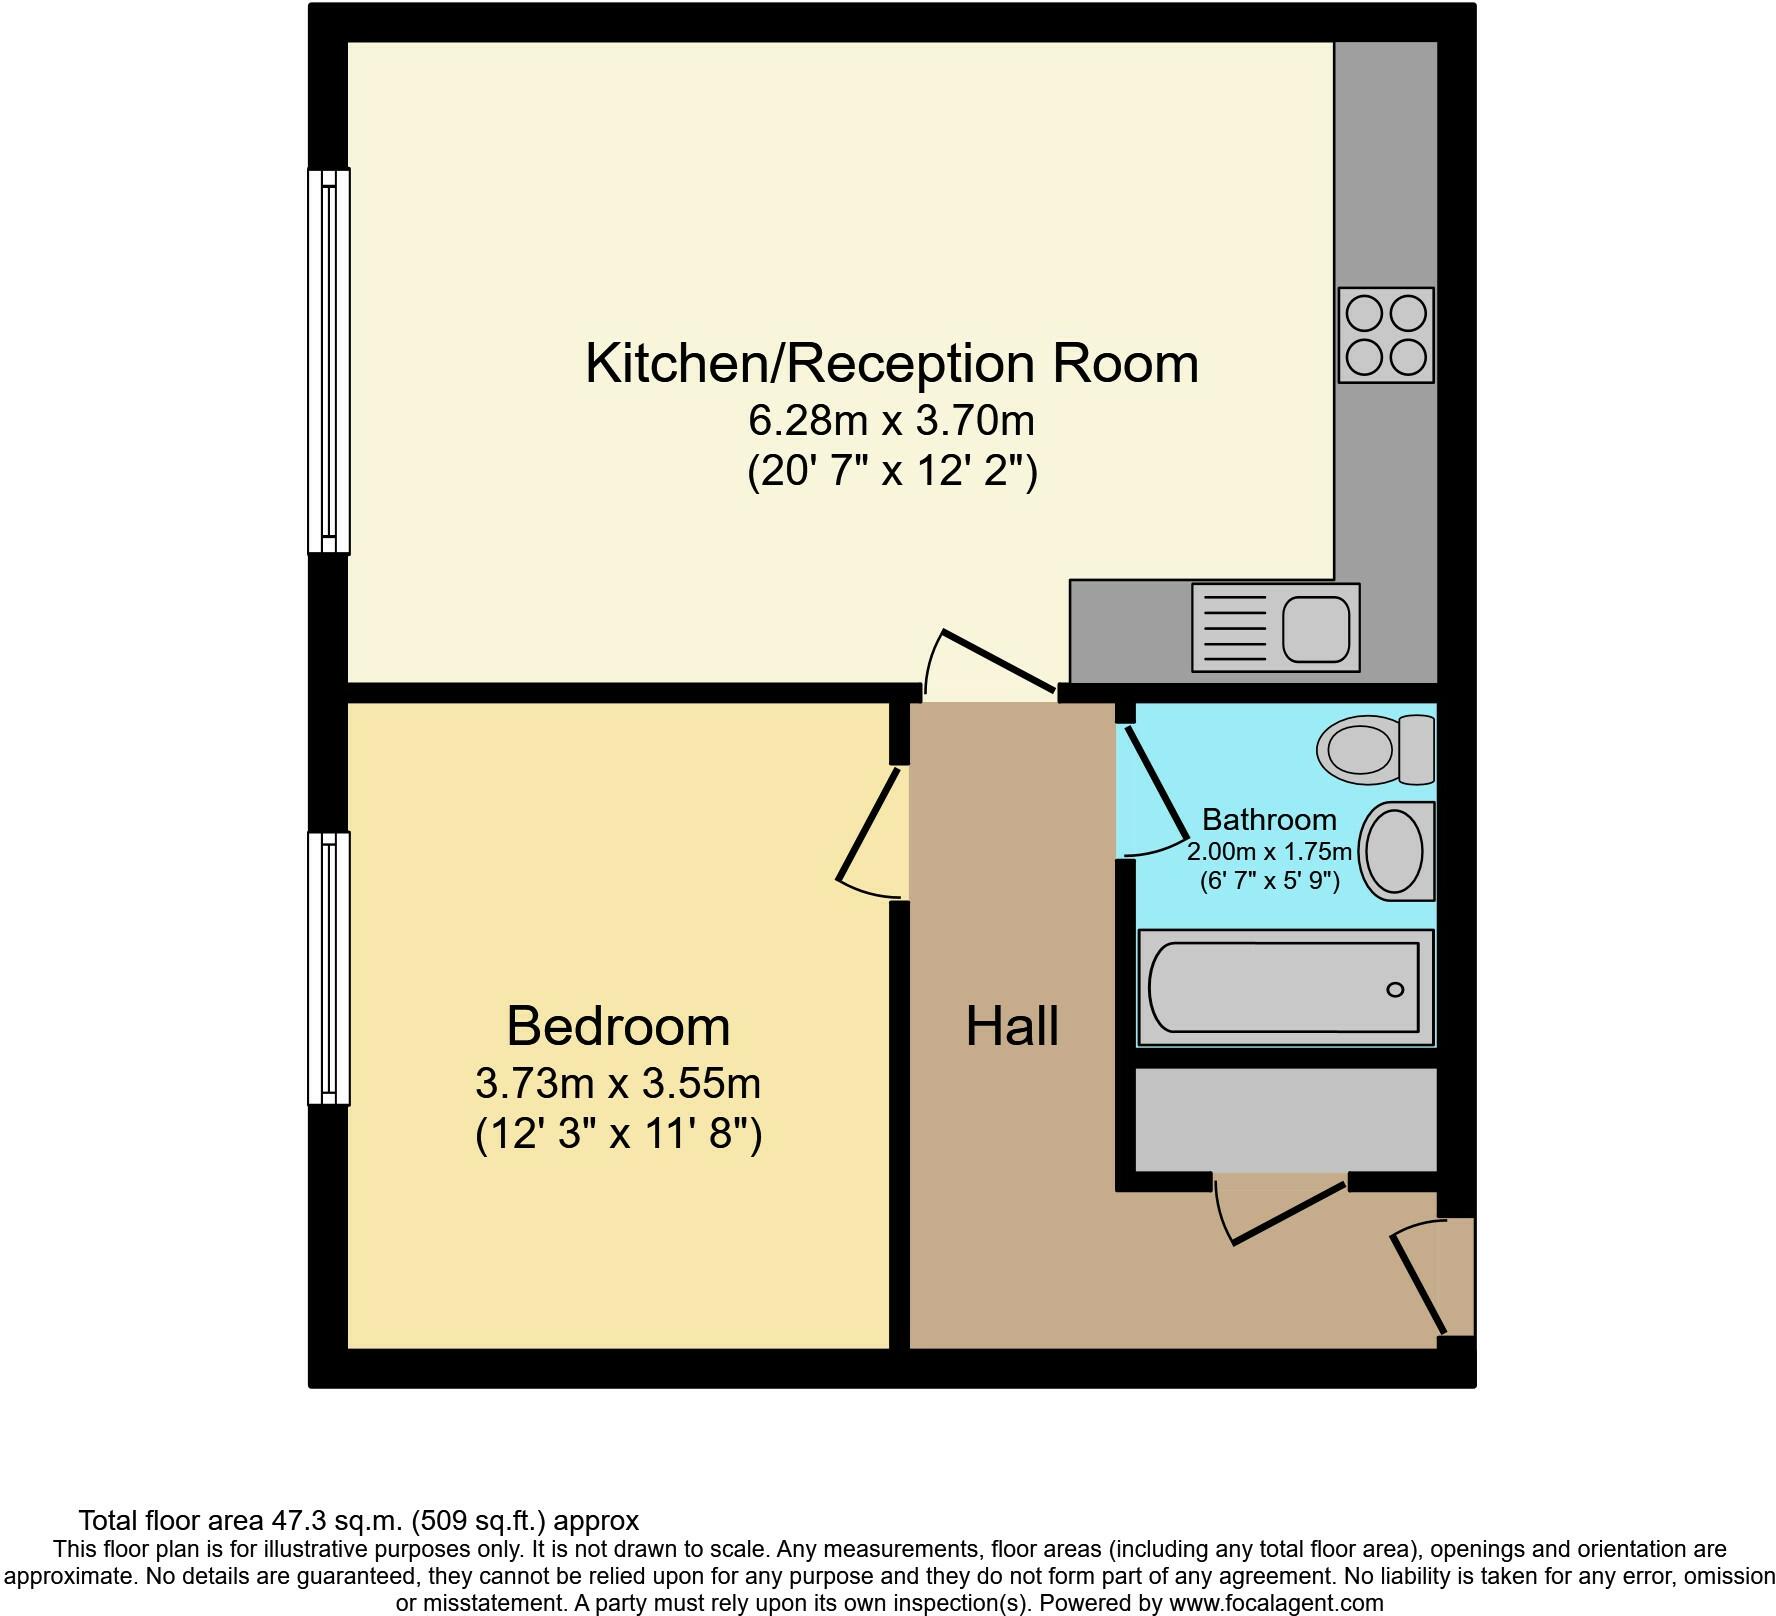 Kitchen/Reception Room
6.28m x 3.70m
(20' 7" x 12' 2")
Bathroom
2.00m x 1.75m
(6' 7" x 5' 9")
Bedroom
3.73m x 3.55m
(12' 3" x 11' 8")
Hall
Total floor area 47.3 sq.m. (509 sq.ft.) approx
This floor plan is for illustrative purposes only. It is not drawn to scale. Any measurements, floor areas (including any total floor area), openings and orientation are
approximate. No details are guaranteed, they cannot be relied upon for any purpose and they do not form part of any agreement. No liability is taken for any error, omission
or misstatement. A party must rely upon its own inspection(s). Powered by www.focalagent.com